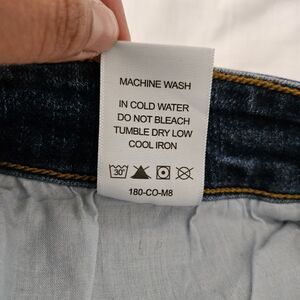 MACHINE WASH
IN COLD WATER
DO NOT BLEACH
TUMBLE DRY LOW
COOL IRON
30°
180-CO-M8